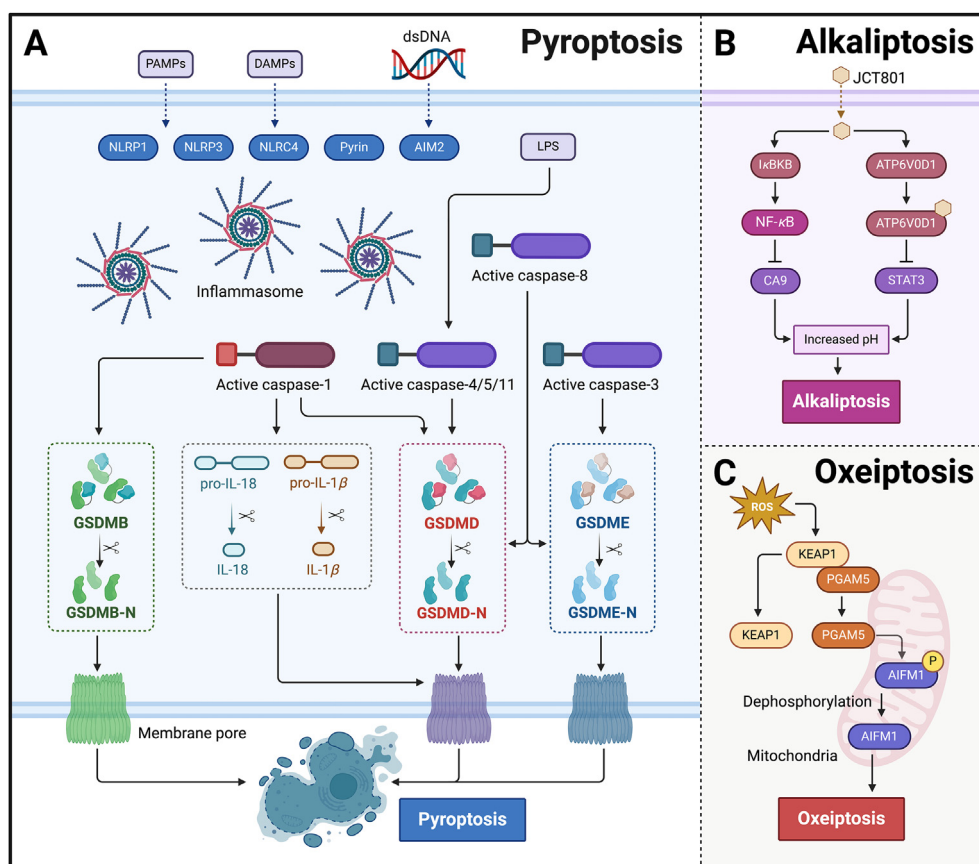 A
Pyroptosis
PAMPs
DAMPs
dsDNA
NLRP1
NLRP3
NLRC4
Pyrin
AIM2
LPS
Inflammasome
Active caspase-8
Active caspase-1
Active caspase-4/5/11
Active caspase-3
GSDMB
GSDMB-N
pro-IL-18
pro-IL-1β
IL-18
IL-1β
GSDMD
GSDMD-N
GSDME
GSDME-N
Membrane pore
Pyroptosis
B
Alkaliptosis
JCT801
IκBKB
ATP6V0D1
NF-κB
ATP6V0D1
CA9
STAT3
Increased pH
Alkaliptosis
C
Oxeiptosis
ROS
KEAP1
PGAM5
KEAP1
PGAM5
P
AIFM1
Dephosphorylation
AIFM1
Mitochondria
Oxeiptosis